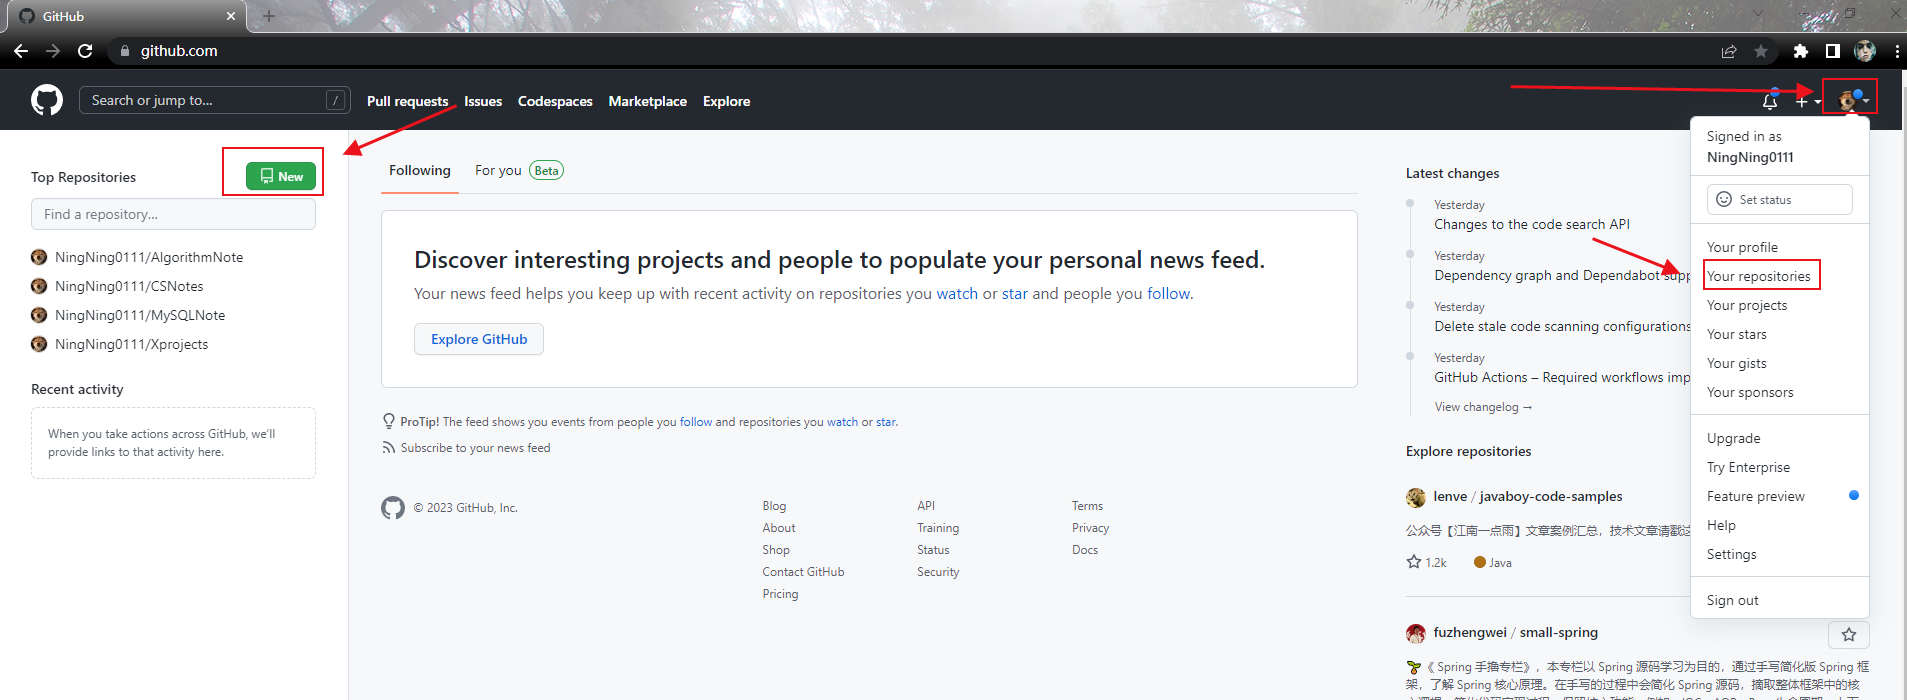 GitHub
github.com
Search or jump to...
/
Pull requests
Issues
Codespaces
Marketplace
Explore
Top Repositories
New
Find a repository...
NingNing0111/AlgorithmNote
NingNing0111/CSNotes
NingNing0111/MySQLNote
NingNing0111/Xprojects
Recent activity
When you take actions across GitHub, we'll
provide links to that activity here.
Following
For you
Beta
Discover interesting projects and people to populate your personal news feed.
Your news feed helps you keep up with recent activity on repositories you watch or star and people you follow.
Explore GitHub
ProTip! The feed shows you events from people you follow and repositories you watch or star.
Subscribe to your news feed
© 2023 GitHub, Inc.
Blog
About
Shop
Contact GitHub
Pricing
API
Training
Status
Security
Terms
Privacy
Docs
Latest changes
Yesterday
Changes to the code search API
Yesterday
Dependency graph and Dependabot supp
Yesterday
Delete stale code scanning configurations
Yesterday
GitHub Actions – Required workflows imp
View changelog →
Explore repositories
lenve / javaboy-code-samples
公众号【江南一点雨】文章案例汇总，技术文章请戳这
1.2k
Java
fuzhengwei / small-spring
《 Spring 手撸专栏》，本专栏以 Spring 源码学习为目的，通过手写简化版 Spring 框
架，了解 Spring 核心原理。在手写的过程中会简化 Spring 源码，摘取整体框架中的核
Signed in as
NingNing0111
Set status
Your profile
Your repositories
Your projects
Your stars
Your gists
Your sponsors
Upgrade
Try Enterprise
Feature preview
Help
Settings
Sign out